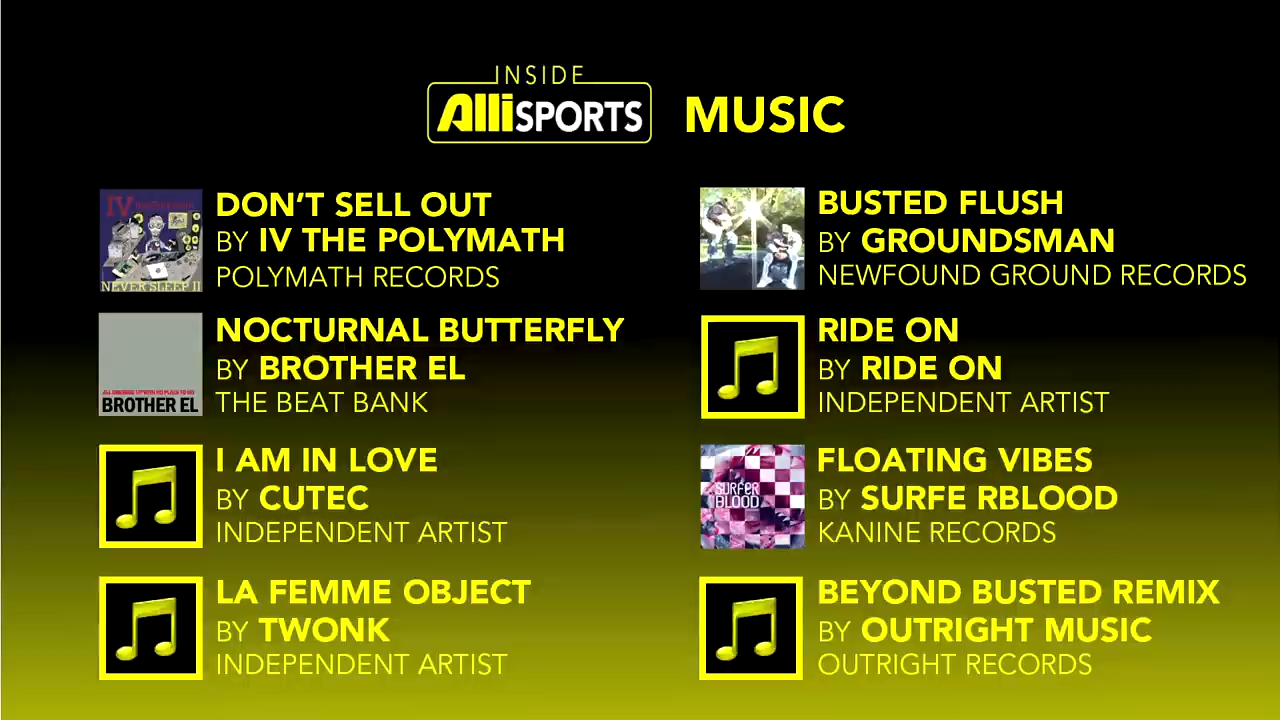 INSIDE
AlliSPORTS MUSIC
DON'T SELL OUT
BY IV THE POLYMATH
POLYMATH RECORDS
IV
NEVER SLEEP II
NOCTURNAL BUTTERFLY
BY BROTHER EL
THE BEAT BANK
BROTHER EL
I AM IN LOVE
BY CUTEC
INDEPENDENT ARTIST
LA FEMME OBJECT
BY TWONK
INDEPENDENT ARTIST
BUSTED FLUSH
BY GROUNDSMAN
NEWFOUND GROUND RECORDS
RIDE ON
BY RIDE ON
INDEPENDENT ARTIST
FLOATING VIBES
BY SURFE RBLOOD
KANINE RECORDS
SURFER
BLOOD
BEYOND BUSTED REMIX
BY OUTRIGHT MUSIC
OUTRIGHT RECORDS